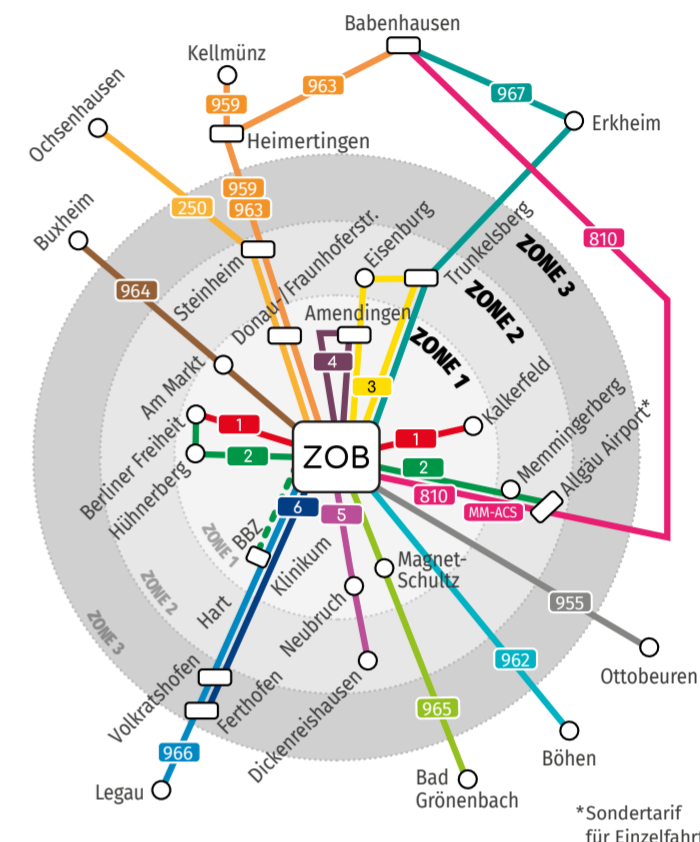 Babenhausen
Kellmünz
963
967
959
Erkheim
Ochsenhausen
Heimertingen
959
963
250
Buxheim
810
Donau-/Fraunhoferstr.
Eisenburg
Trunkelsberg
ZONE 3
Steinheim
964
ZONE 2
Amendingen
ZONE 1
4
3
Am Markt
Kalkerfeld
Berliner Freiheit
1
1
Memmingerberg
Allgäu Airport*
ZOB
2
2
Hühnerberg
810
MM-ACS
6
5
ZONE 1
BBZ
Klinikum
Magnet-
Schultz
ZONE 2
Hart
Neubruch
955
ZONE 3
962
Ottobeuren
Volkratshofen
Ferthofen
Dickenreishausen
965
966
Böhen
Legau
Bad
Grönenbach
*Sondertarif
für Einzelfahrt